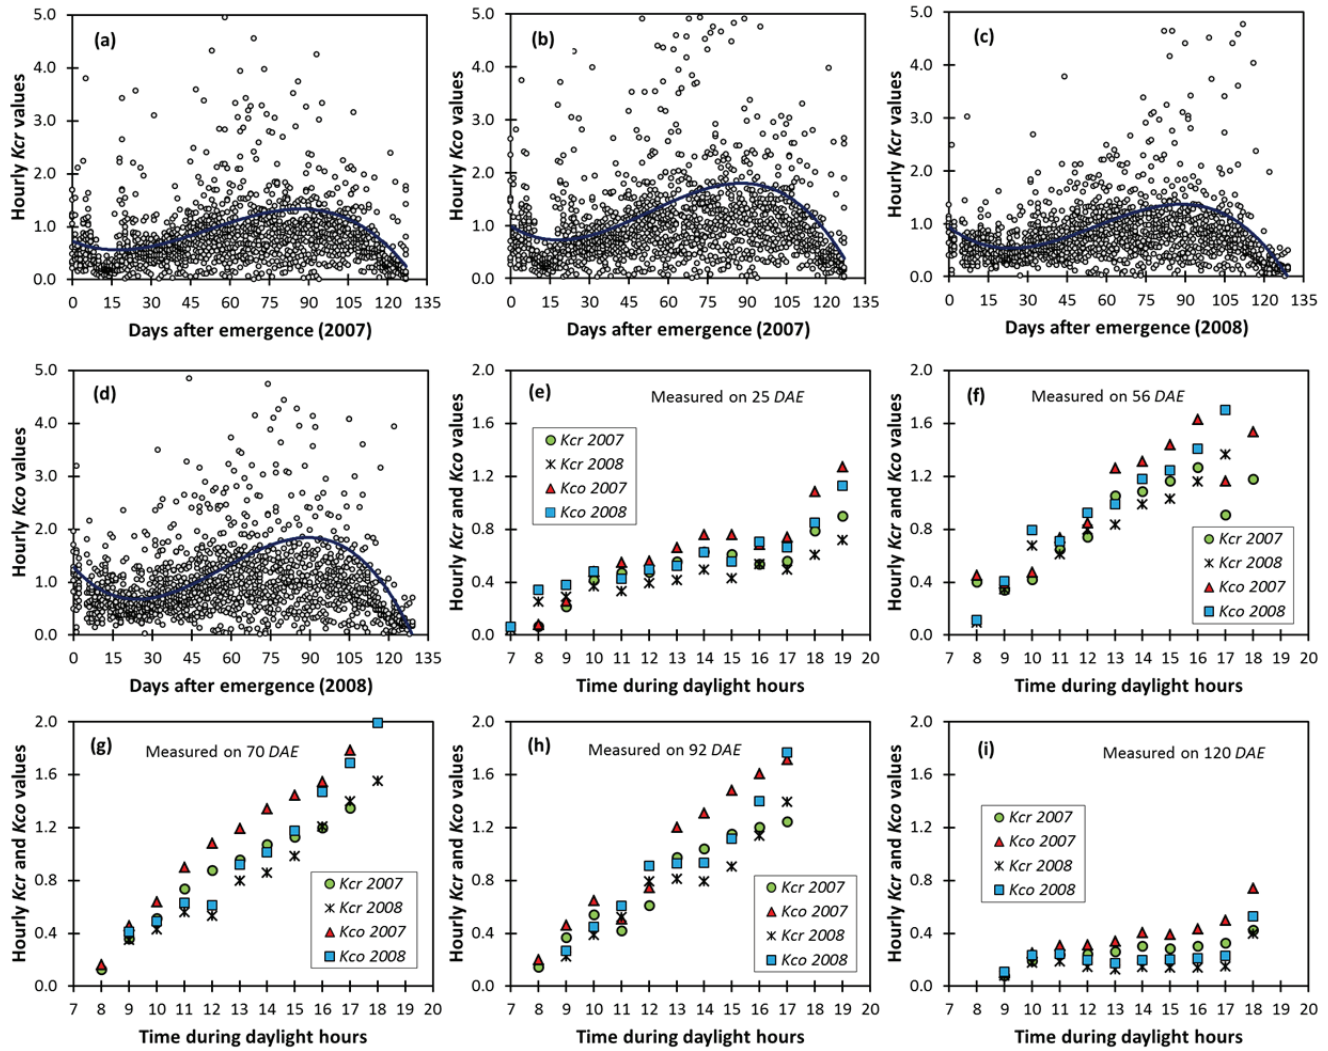 (a)
Hourly Kcr values
5.0
4.0
3.0
2.0
1.0
0.0
0 15 30 45 60 75 90 105 120 135
Days after emergence (2007)
(b)
Hourly Kco values
5.0
4.0
3.0
2.0
1.0
0.0
0 15 30 45 60 75 90 105 120 135
Days after emergence (2007)
(c)
Hourly Kcr values
5.0
4.0
3.0
2.0
1.0
0.0
0 15 30 45 60 75 90 105 120 135
Days after emergence (2008)
(d)
Hourly Kco values
5.0
4.0
3.0
2.0
1.0
0.0
0 15 30 45 60 75 90 105 120 135
Days after emergence (2008)
(e)
Measured on 25 DAE
Hourly Kcr and Kco values
2.0
1.6
1.2
0.8
0.4
0.0
Kcr 2007
Kcr 2008
Kco 2007
Kco 2008
7 8 9 10 11 12 13 14 15 16 17 18 19 20
Time during daylight hours
(f)
Measured on 56 DAE
Hourly Kcr and Kco values
2.0
1.6
1.2
0.8
0.4
0.0
Kcr 2007
Kcr 2008
Kco 2007
Kco 2008
7 8 9 10 11 12 13 14 15 16 17 18 19 20
Time during daylight hours
(g)
Measured on 70 DAE
Hourly Kcr and Kco values
2.0
1.6
1.2
0.8
0.4
0.0
Kcr 2007
Kcr 2008
Kco 2007
Kco 2008
7 8 9 10 11 12 13 14 15 16 17 18 19 20
Time during daylight hours
(h)
Measured on 92 DAE
Hourly Kcr and Kco values
2.0
1.6
1.2
0.8
0.4
0.0
Kcr 2007
Kco 2007
Kcr 2008
Kco 2008
7 8 9 10 11 12 13 14 15 16 17 18 19 20
Time during daylight hours
(i)
Measured on 120 DAE
Hourly Kcr and Kco values
2.0
1.6
1.2
0.8
0.4
0.0
Kcr 2007
Kco 2007
Kcr 2008
Kco 2008
7 8 9 10 11 12 13 14 15 16 17 18 19 20
Time during daylight hours